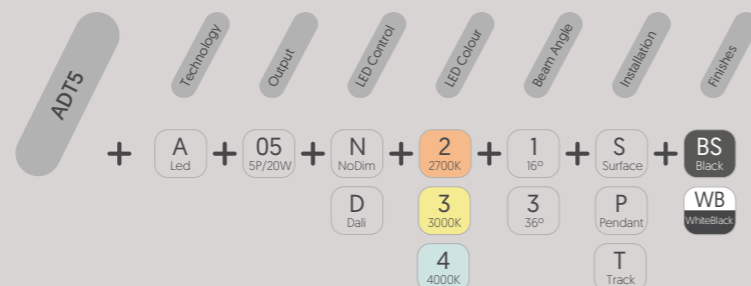 ADT5
Technology
Output
LED Control
LED Colour
Beam Angle
Installation
Finishes
+ A + 05 + N + 2 + 1 + S + BS
Led 5P/20W NoDim 2700K 16º Surface Black
D 3 3 P WB
Dali 3000K 36º Pendant WhiteBlack
4 T
4000K Track